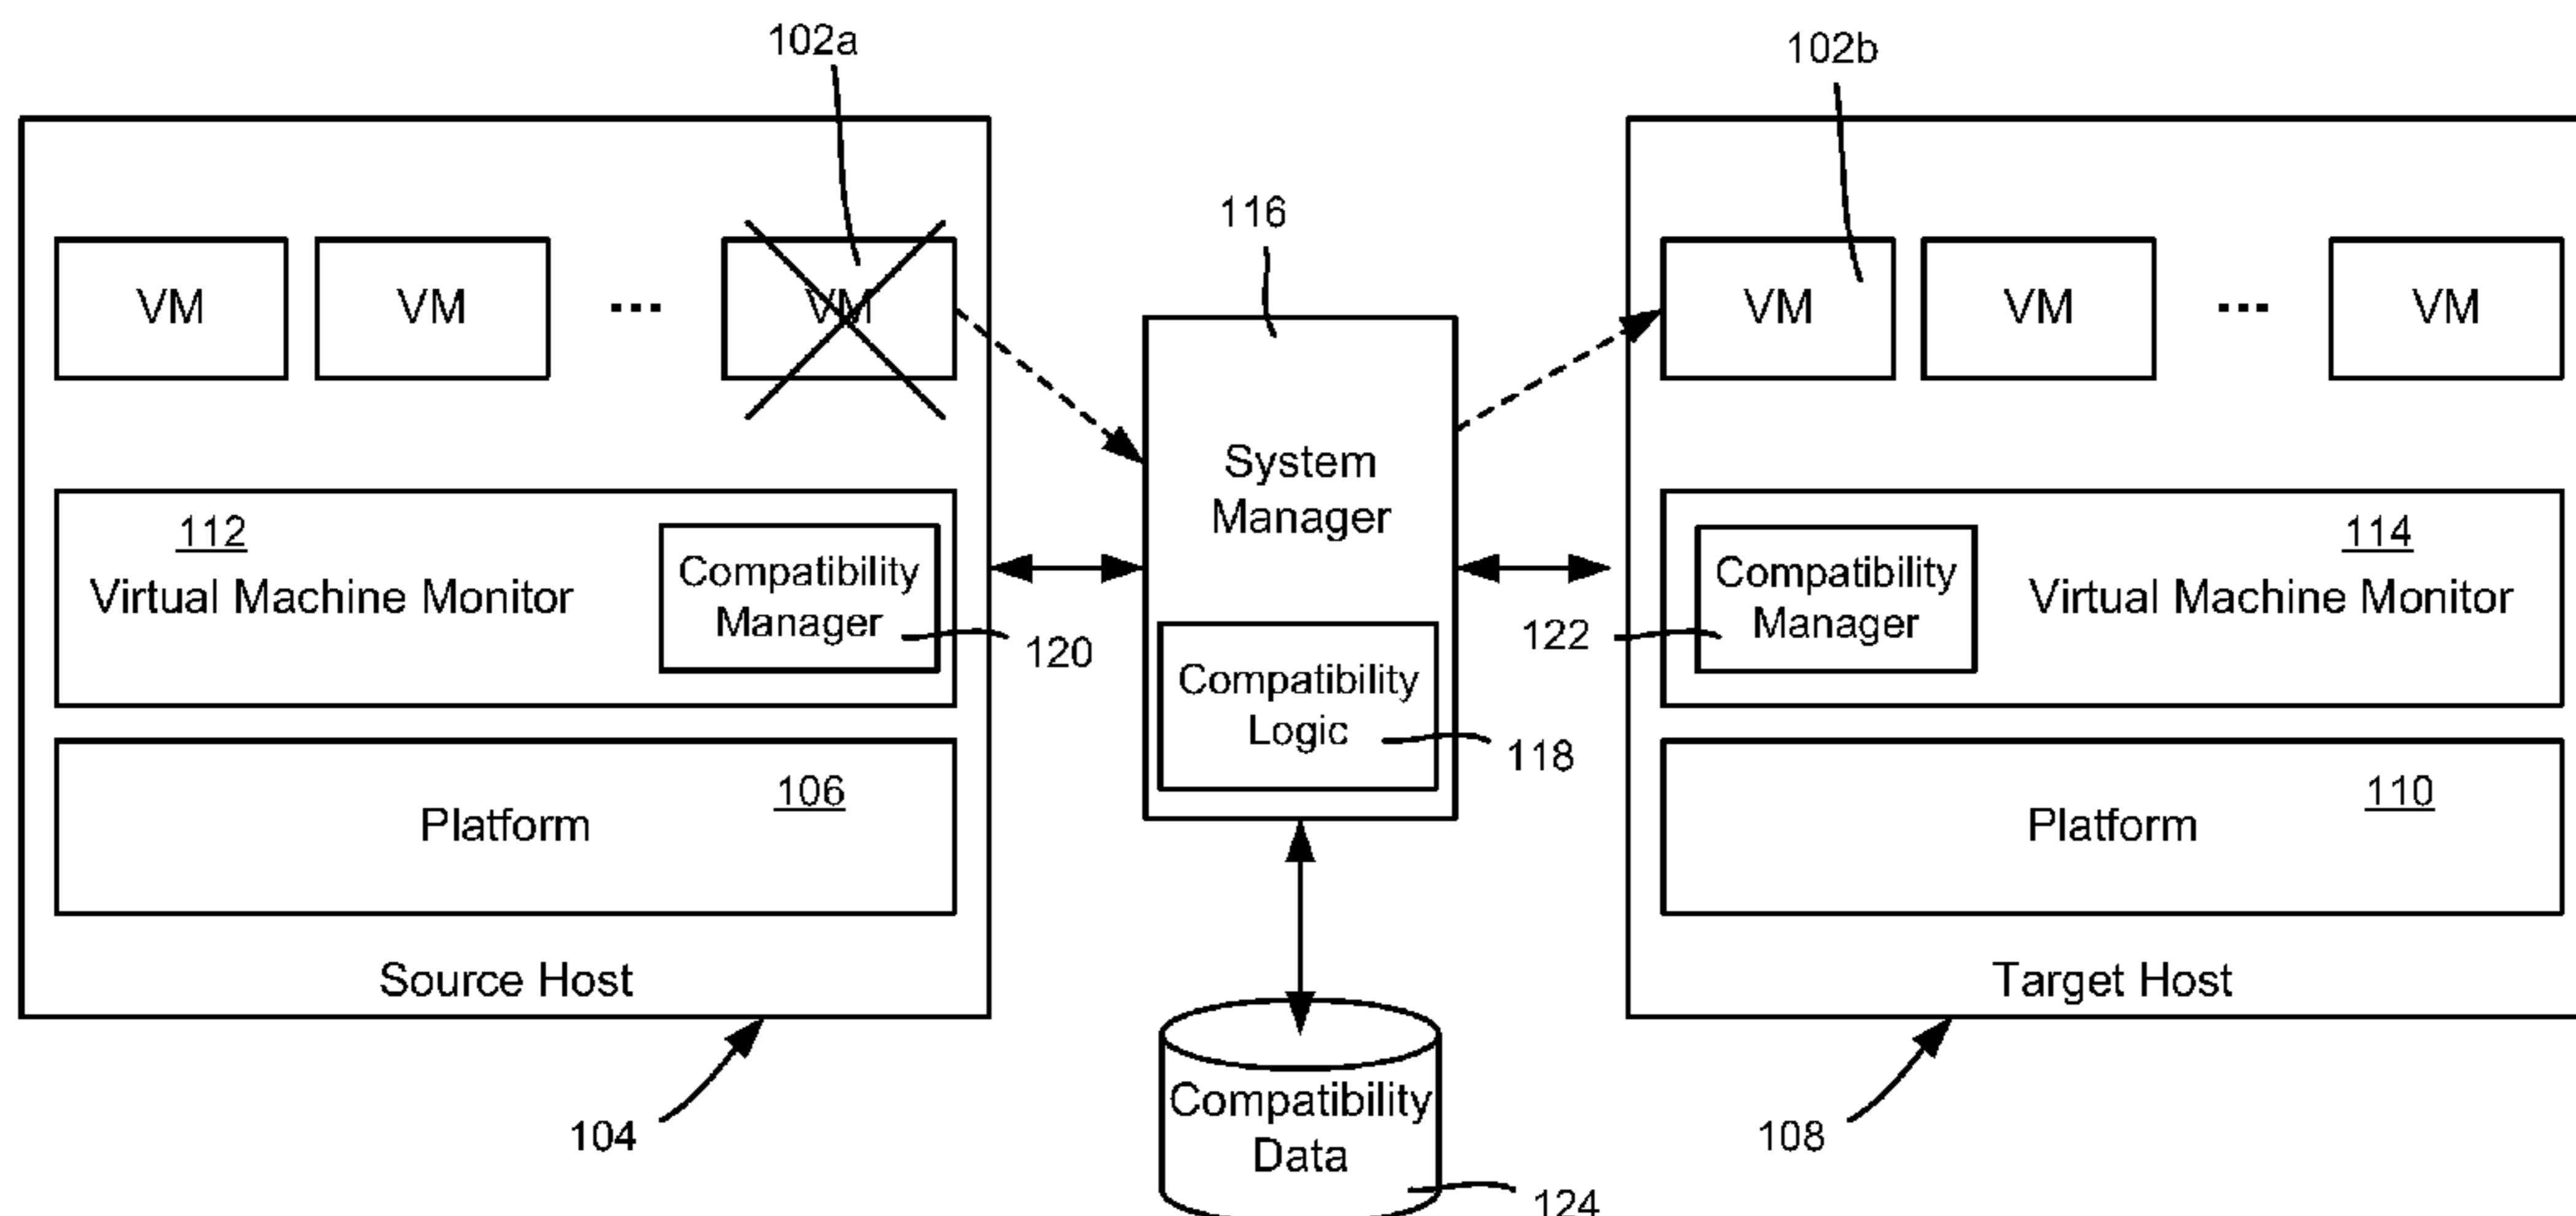 102a
102b
116
VM
VM
...
VM
VM
VM
...
VM
System
Manager
112
Virtual Machine Monitor
Compatibility
Manager
120
114
Virtual Machine Monitor
Compatibility
Manager
122
Compatibility
Logic
118
106
Platform
110
Platform
Source Host
Target Host
104
108
Compatibility
Data
124